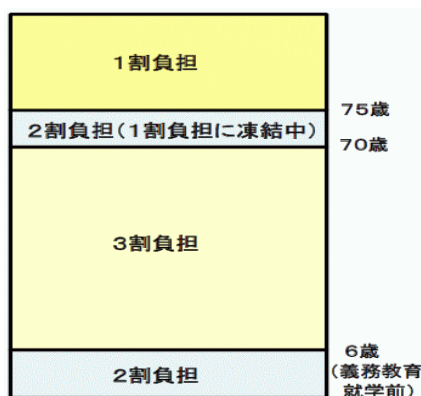 1割負担
75歳
2割負担(1割負担に凍結中)
70歳
3割負担
6歳
(義務教育
就学前)
2割負担